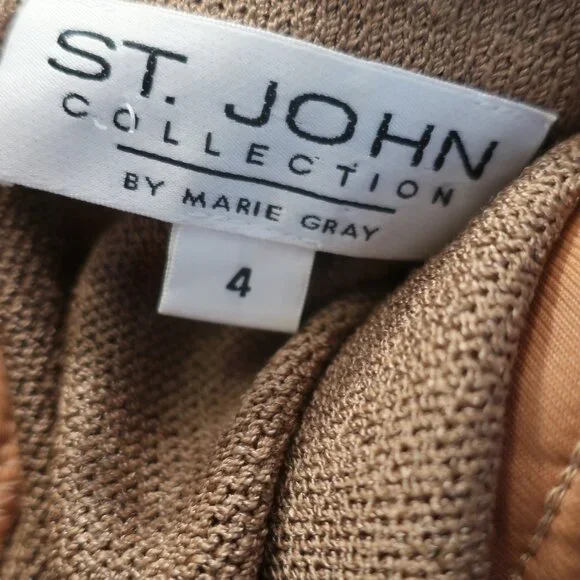 ST. JOHN
COLLECTION
BY MARIE GRAY
4